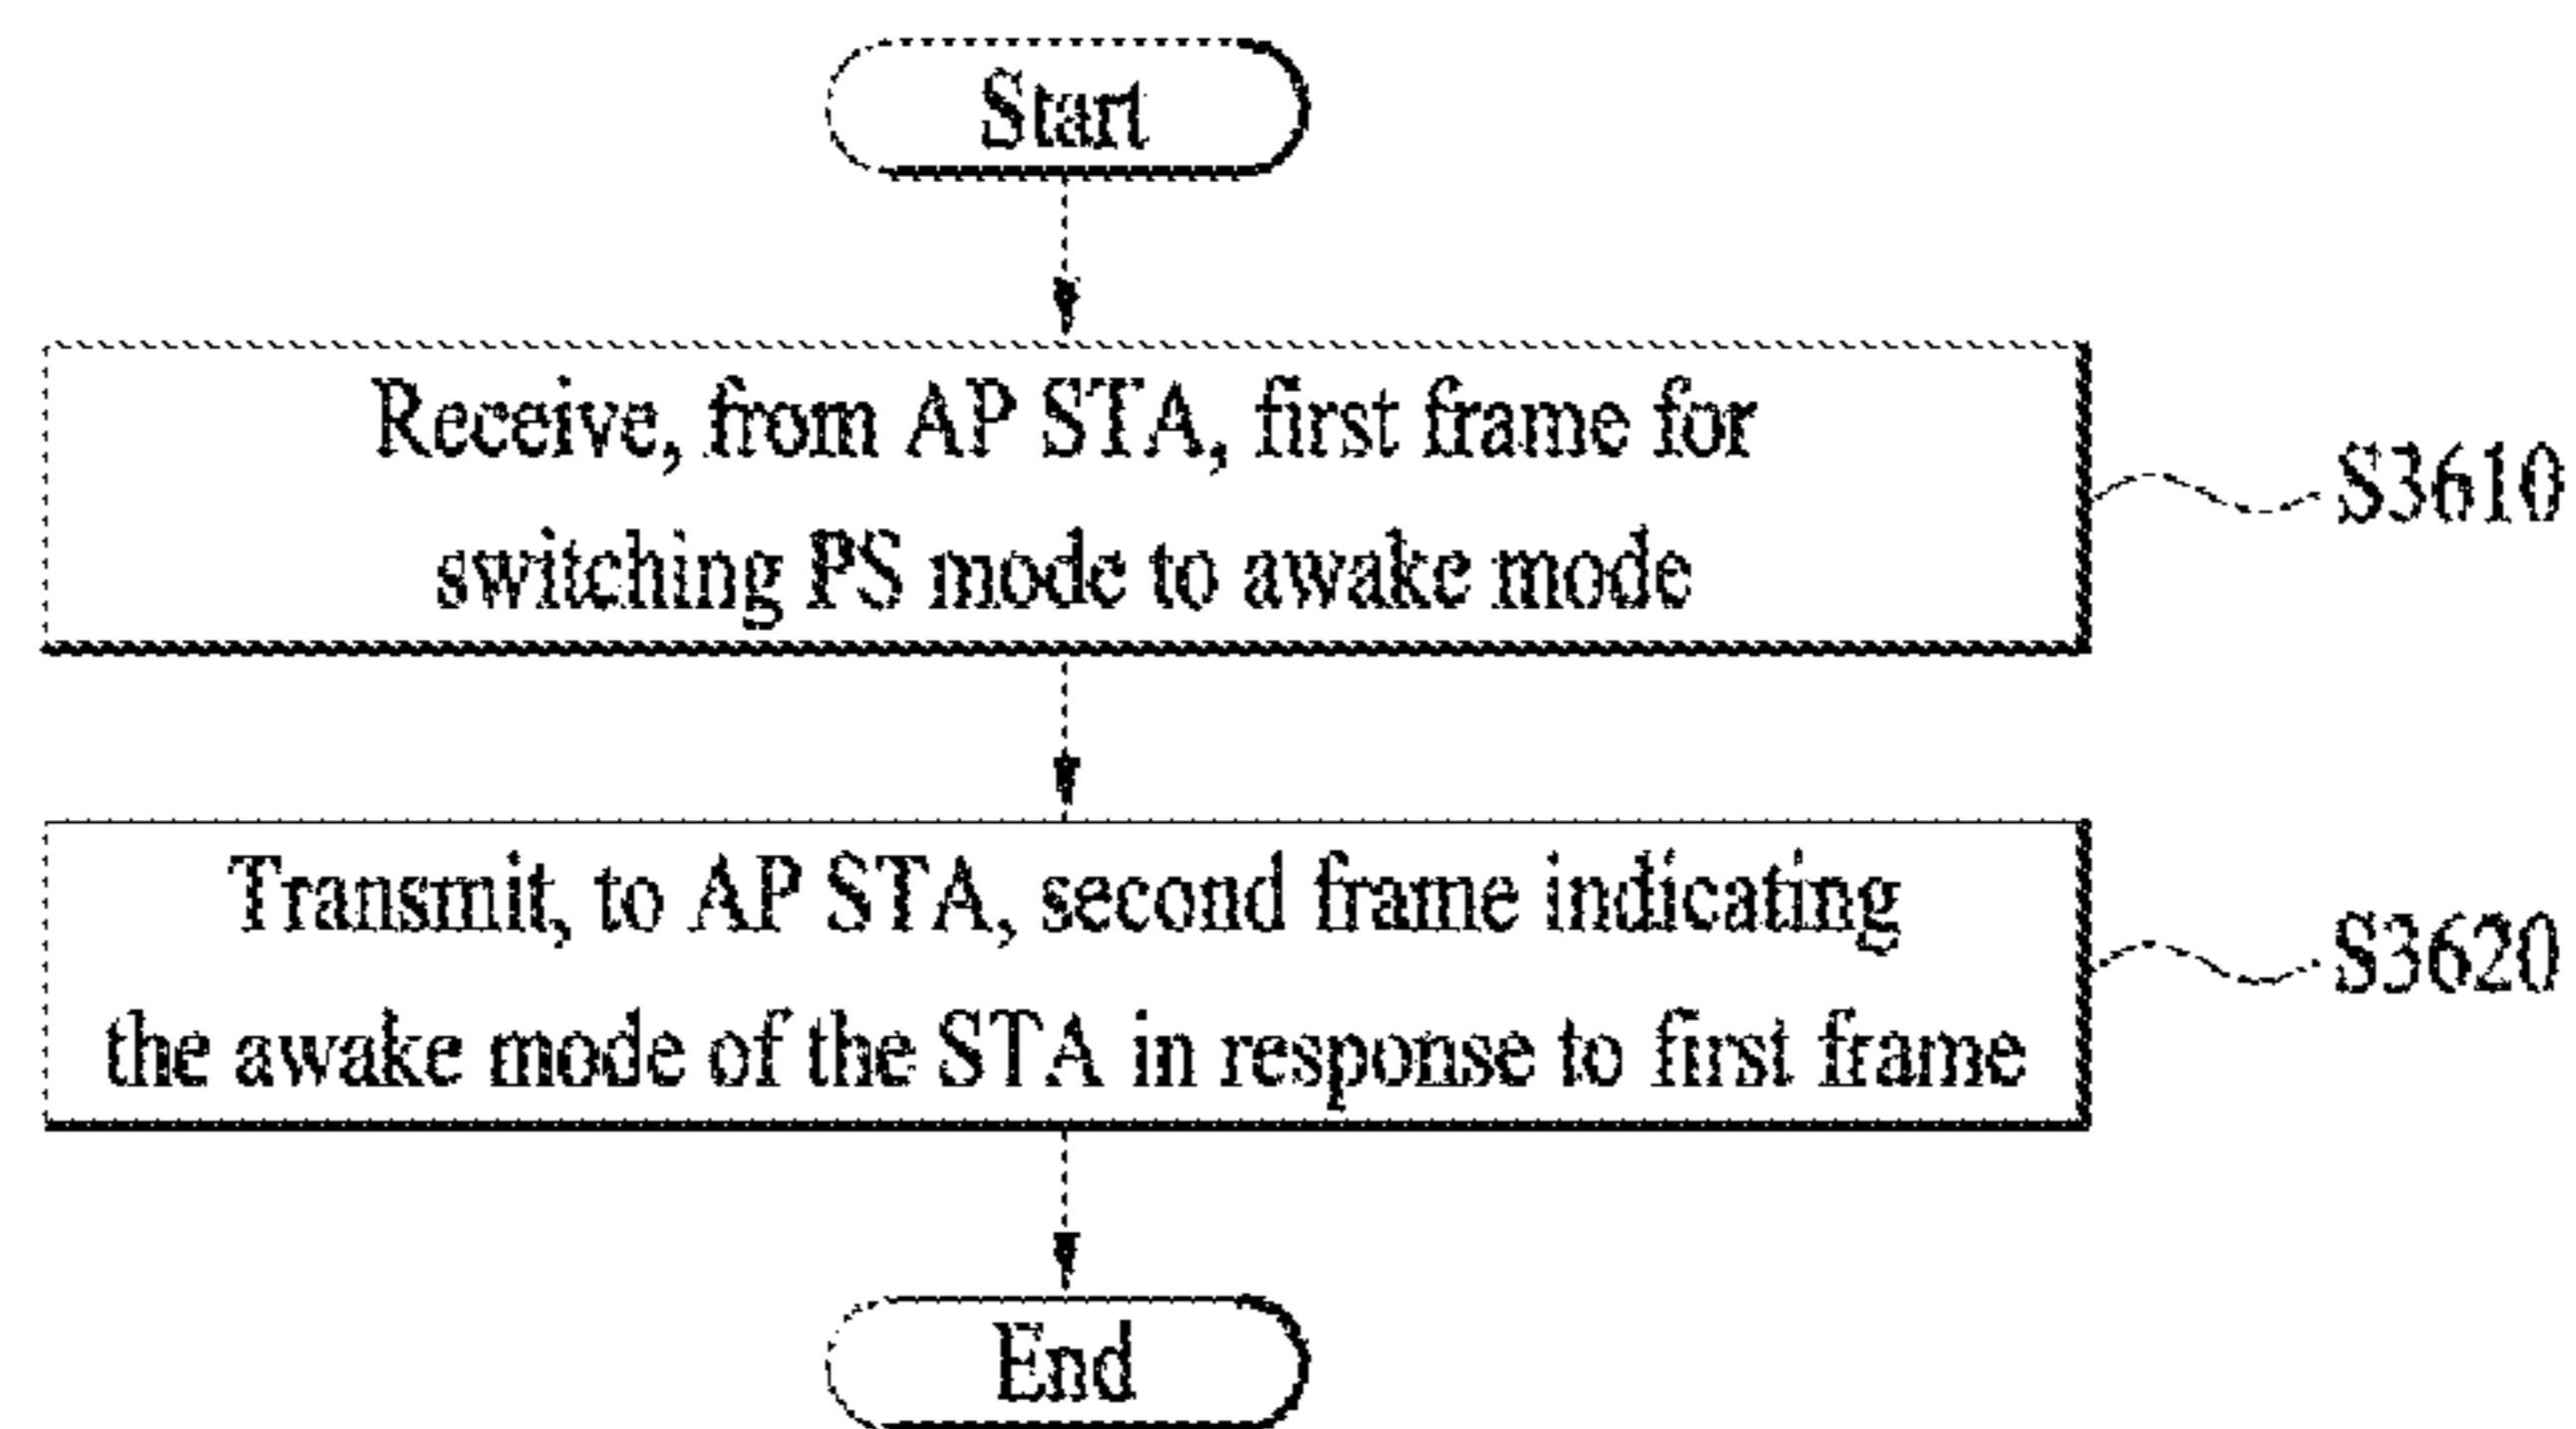 Start
Receive, from AP STA, first frame for
switching PS mode to awake mode
S3610
Transmit, to AP STA, second frame indicating
the awake mode of the STA in response to first frame
S3620
End